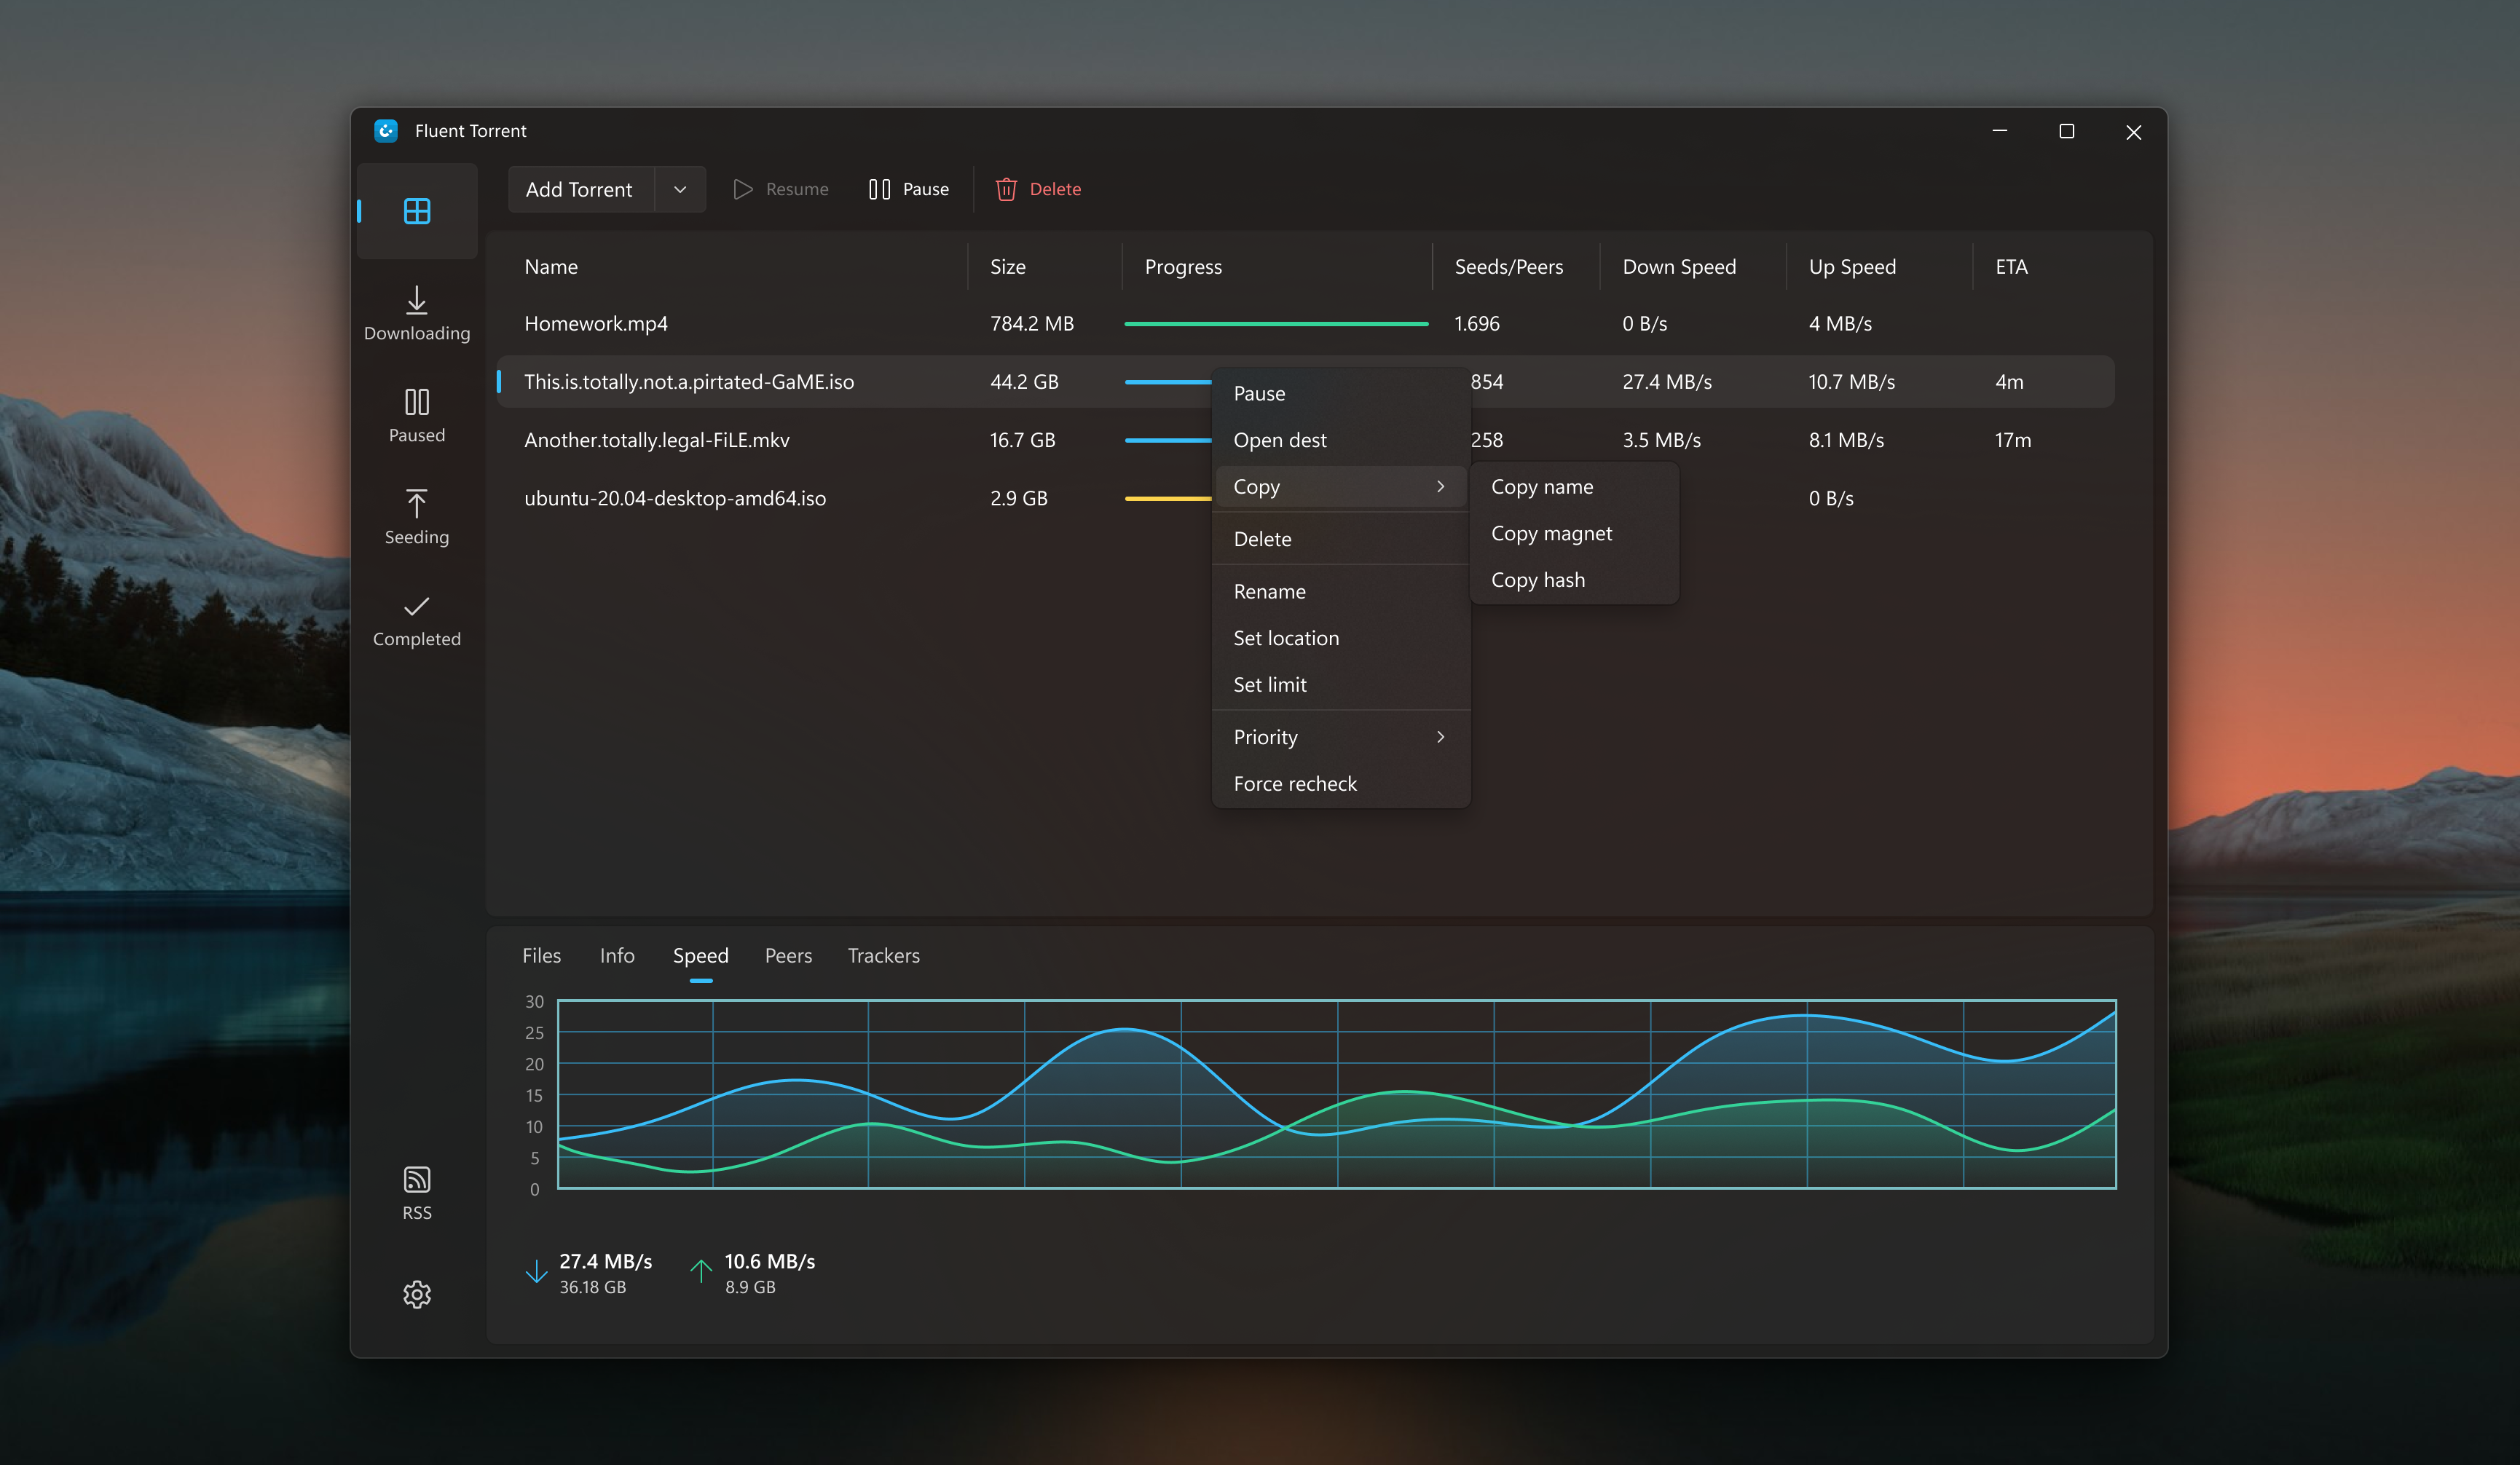 Fluent Torrent
Add Torrent
Resume
Pause
Delete
Downloading
Paused
Seeding
Completed
RSS
Name Size Progress Seeds/Peers Down Speed Up Speed ETA
Homework.mp4 784.2 MB 1.696 0 B/s 4 MB/s
This.is.totally.not.a.pirtated-GaME.iso 44.2 GB 854 27.4 MB/s 10.7 MB/s 4m
Another.totally.legal-FiLE.mkv 16.7 GB 258 3.5 MB/s 8.1 MB/s 17m
ubuntu-20.04-desktop-amd64.iso 2.9 GB 0 B/s
Pause
Open dest
Copy
Delete
Rename
Set location
Set limit
Priority
Force recheck
Copy name
Copy magnet
Copy hash
Files Info Speed Peers Trackers
30
25
20
15
10
5
0
27.4 MB/s
36.18 GB
10.6 MB/s
8.9 GB